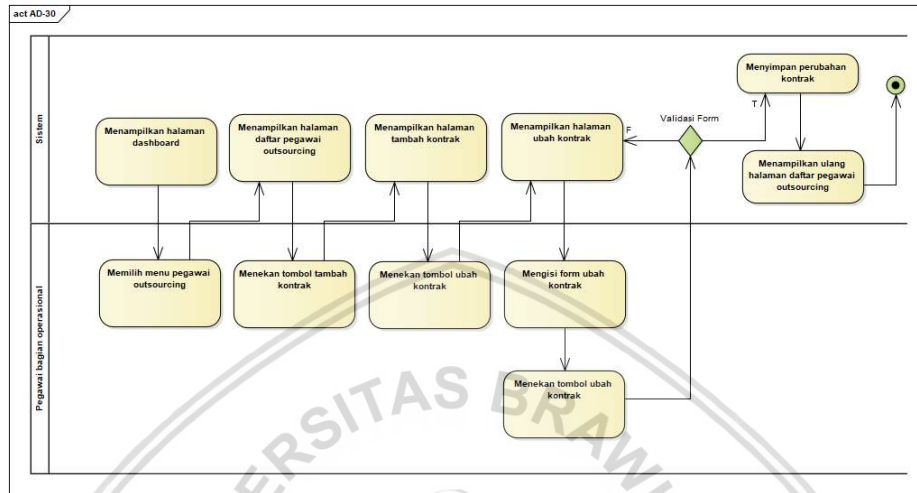 act AD-30
Sistem
Menampilkan halaman
dashboard
Menampilkan halaman
daftar pegawai
outsourcing
Menampilkan halaman
tambah kontrak
Menampilkan halaman
ubah kontrak
F
Validasi Form
T
Menyimpan perubahan
kontrak
Menampilkan ulang
halaman daftar pegawai
outsourcing
Pegawai bagian operasional
Memilih menu pegawai
outsourcing
Menekan tombol tambah
kontrak
Menekan tombol ubah
kontrak
Mengisi form ubah
kontrak
Menekan tombol ubah
kontrak
ERSITAS BRAW